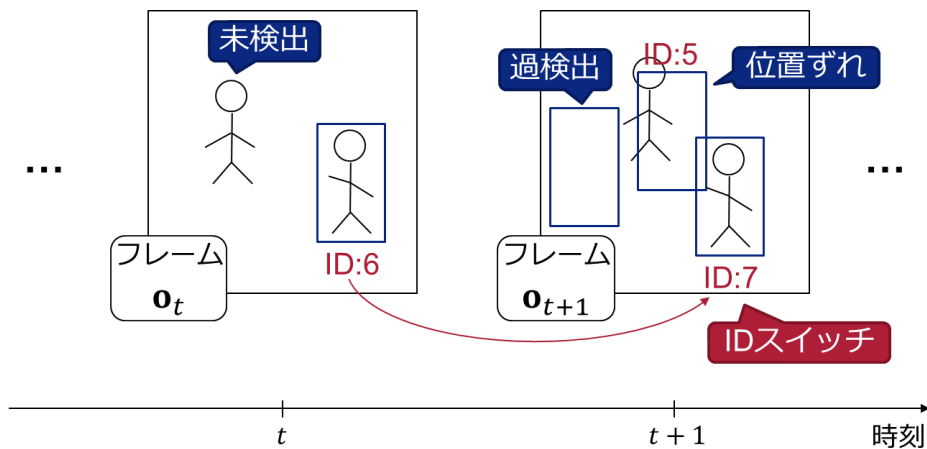 未検出
ID:6
フレーム
o_t
過検出
ID:5
位置ずれ
ID:7
フレーム
o_{t+1}
IDスイッチ
...
...
t
t + 1
時刻